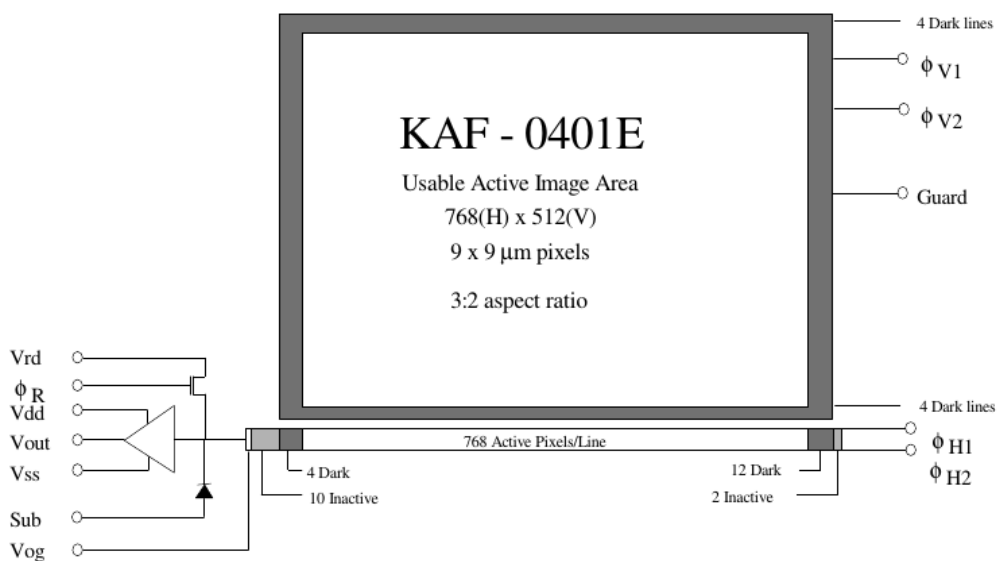 4 Dark lines
ϕ V1
ϕ V2
Guard
KAF - 0401E
Usable Active Image Area
768(H) x 512(V)
9 x 9 μm pixels
3:2 aspect ratio
Vrd
ϕ R
Vdd
Vout
Vss
Sub
Vog
4 Dark lines
768 Active Pixels/Line
ϕ H1
ϕ H2
4 Dark
12 Dark
10 Inactive
2 Inactive